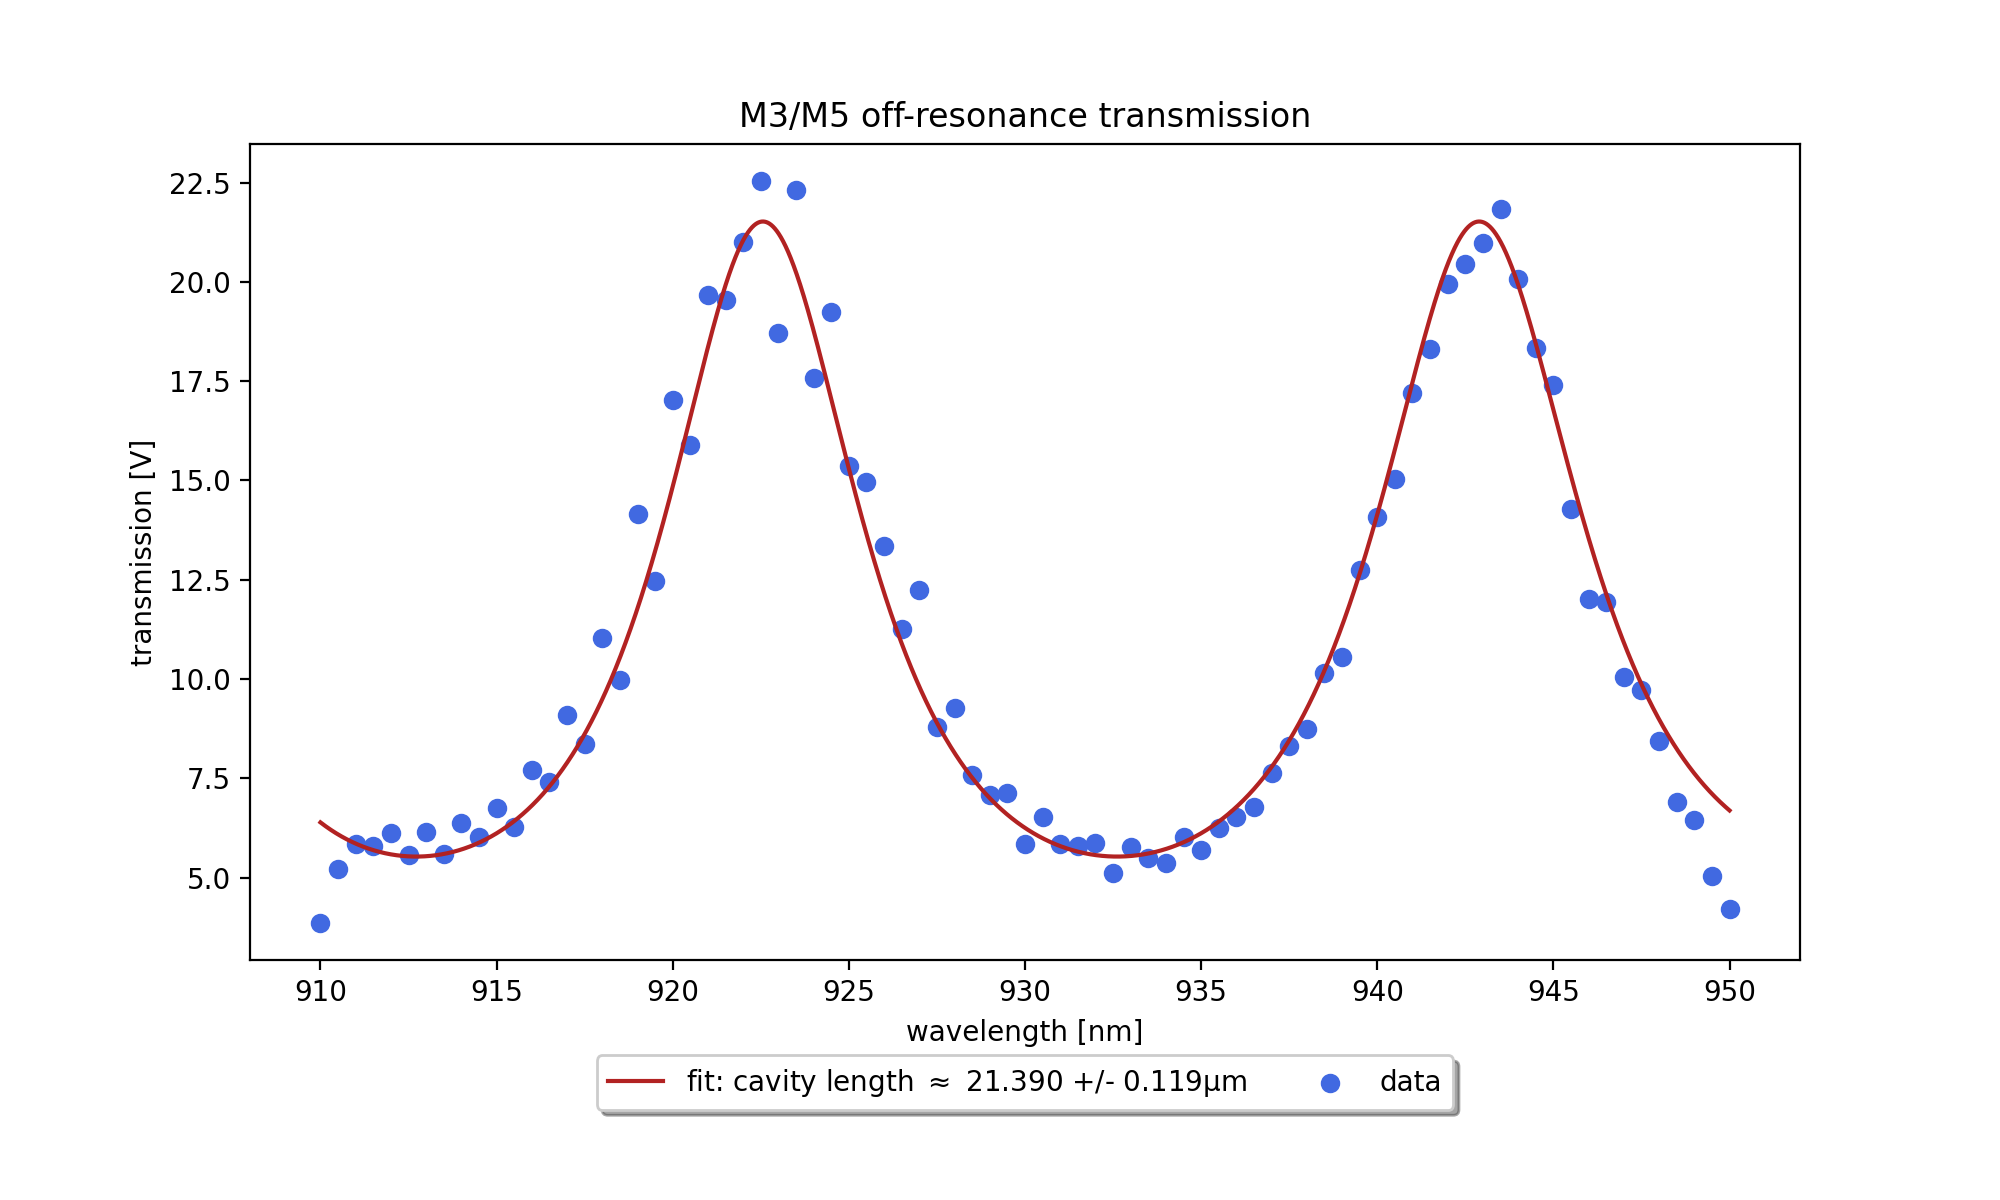 M3/M5 off-resonance transmission
22.5
20.0
17.5
15.0
12.5
10.0
7.5
5.0
transmission [V]
910 915 920 925 930 935 940 945 950
wavelength [nm]
fit: cavity length ≈ 21.390 +/- 0.119μm data